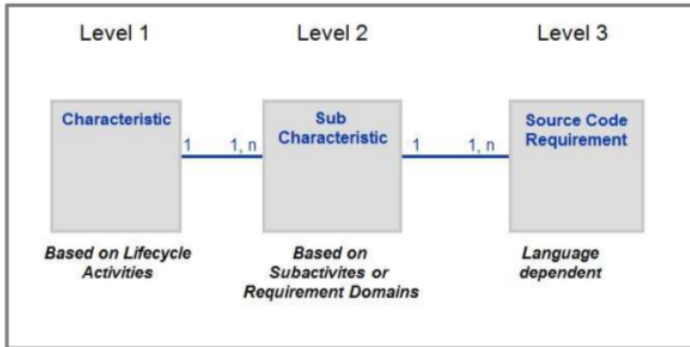 Level 1
Level 2
Level 3
Characteristic
Sub
Characteristic
Source Code
Requirement
1
1, n
1
1, n
Based on Lifecycle
Activities
Based on
Subactivites or
Requirement Domains
Language
dependent